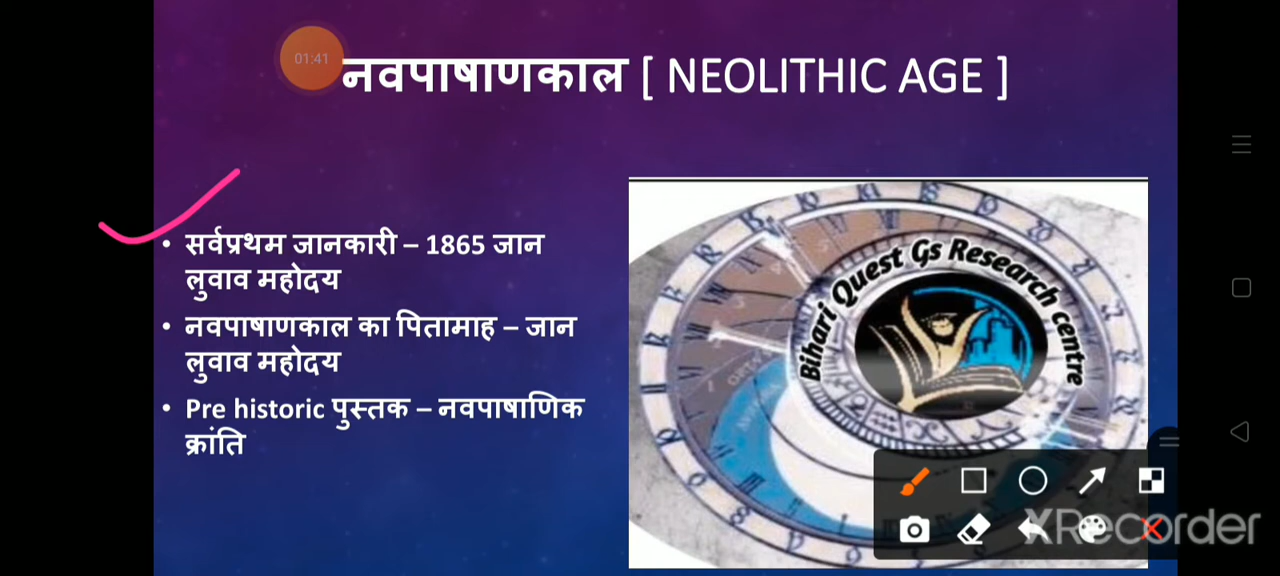 01:41
नवपाषाणकाल [ NEOLITHIC AGE ]
• सर्वप्रथम जानकारी – 1865 जान
लुवाव महोदय
• नवपाषाणकाल का पितामाह – जान
लुवाव महोदय
• Pre historic पुस्तक – नवपाषाणिक
क्रांति
Bihari Quest Gs Research centre
XRecorder